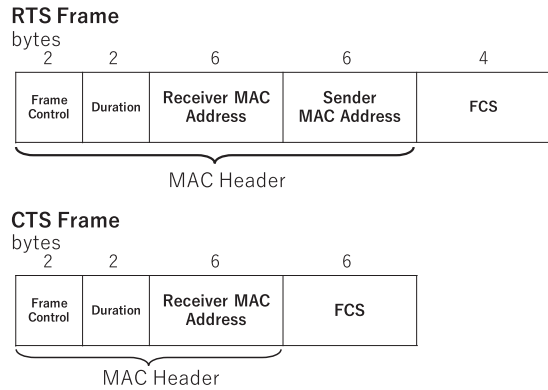 RTS Frame
bytes
2 2 6 6 4
Frame Control Duration Receiver MAC Address Sender MAC Address FCS
MAC Header
CTS Frame
bytes
2 2 6 6
Frame Control Duration Receiver MAC Address FCS
MAC Header